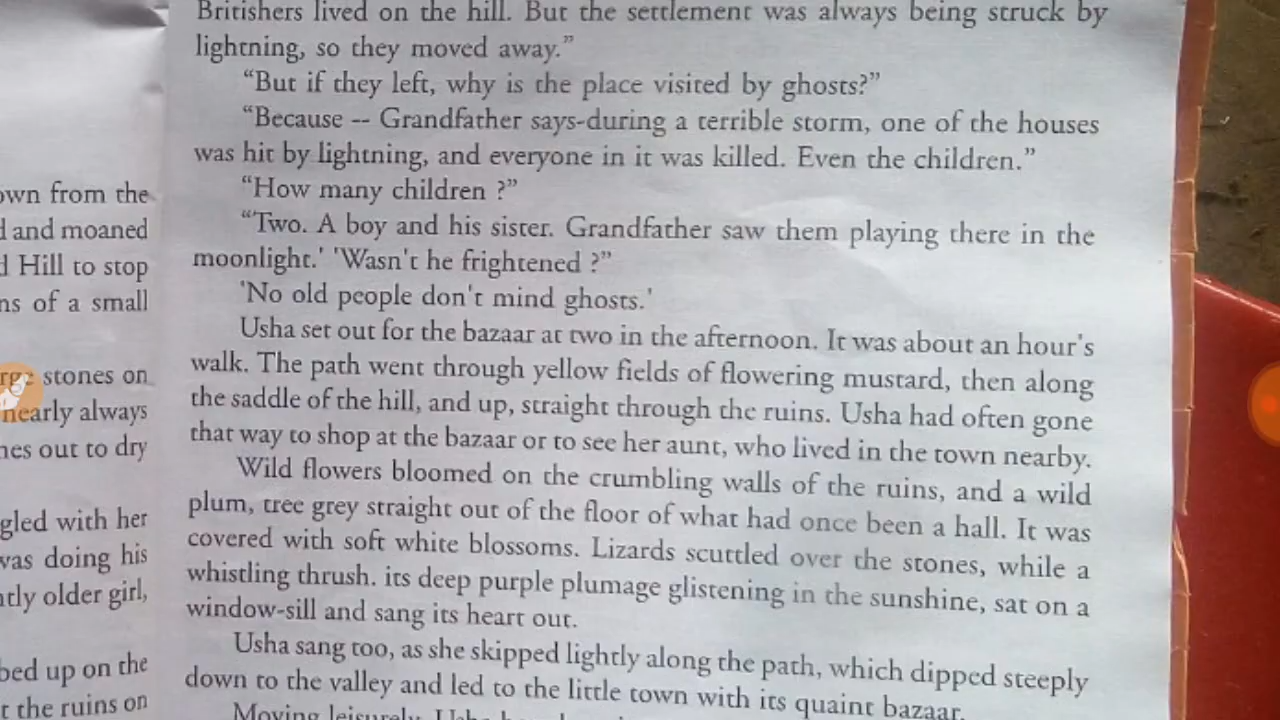 own from the
d and moaned
d Hill to stop
ns of a small
stones on
nearly always
nes out to dry
gled with her
was doing his
ntly older girl,
bed up on the
t the ruins on
Britishers lived on the hill. But the settlement was always being struck by
lightning, so they moved away.”
“But if they left, why is the place visited by ghosts?”
“Because -- Grandfather says-during a terrible storm, one of the houses
was hit by lightning, and everyone in it was killed. Even the children.”
“How many children ?”
“Two. A boy and his sister. Grandfather saw them playing there in the
moonlight.' 'Wasn't he frightened ?”
'No old people don't mind ghosts.'
Usha set out for the bazaar at two in the afternoon. It was about an hour's
walk. The path went through yellow fields of flowering mustard, then along
the saddle of the hill, and up, straight through the ruins. Usha had often gone
that way to shop at the bazaar or to see her aunt, who lived in the town nearby.
Wild flowers bloomed on the crumbling walls of the ruins, and a wild
plum, tree grey straight out of the floor of what had once been a hall. It was
covered with soft white blossoms. Lizards scuttled over the stones, while a
whistling thrush. its deep purple plumage glistening in the sunshine, sat on a
window-sill and sang its heart out.
Usha sang too, as she skipped lightly along the path, which dipped steeply
down to the valley and led to the little town with its quaint bazaar.
Moving leisurely, Usha